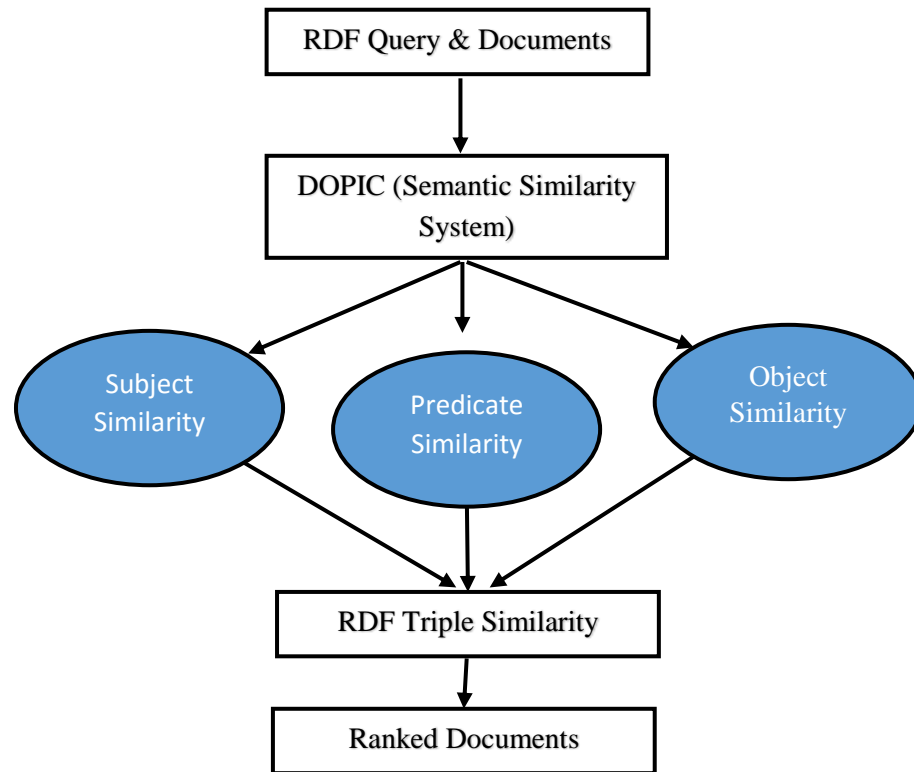 RDF Query & Documents
DOPIC (Semantic Similarity
System)
Subject
Similarity
Predicate
Similarity
Object
Similarity
RDF Triple Similarity
Ranked Documents